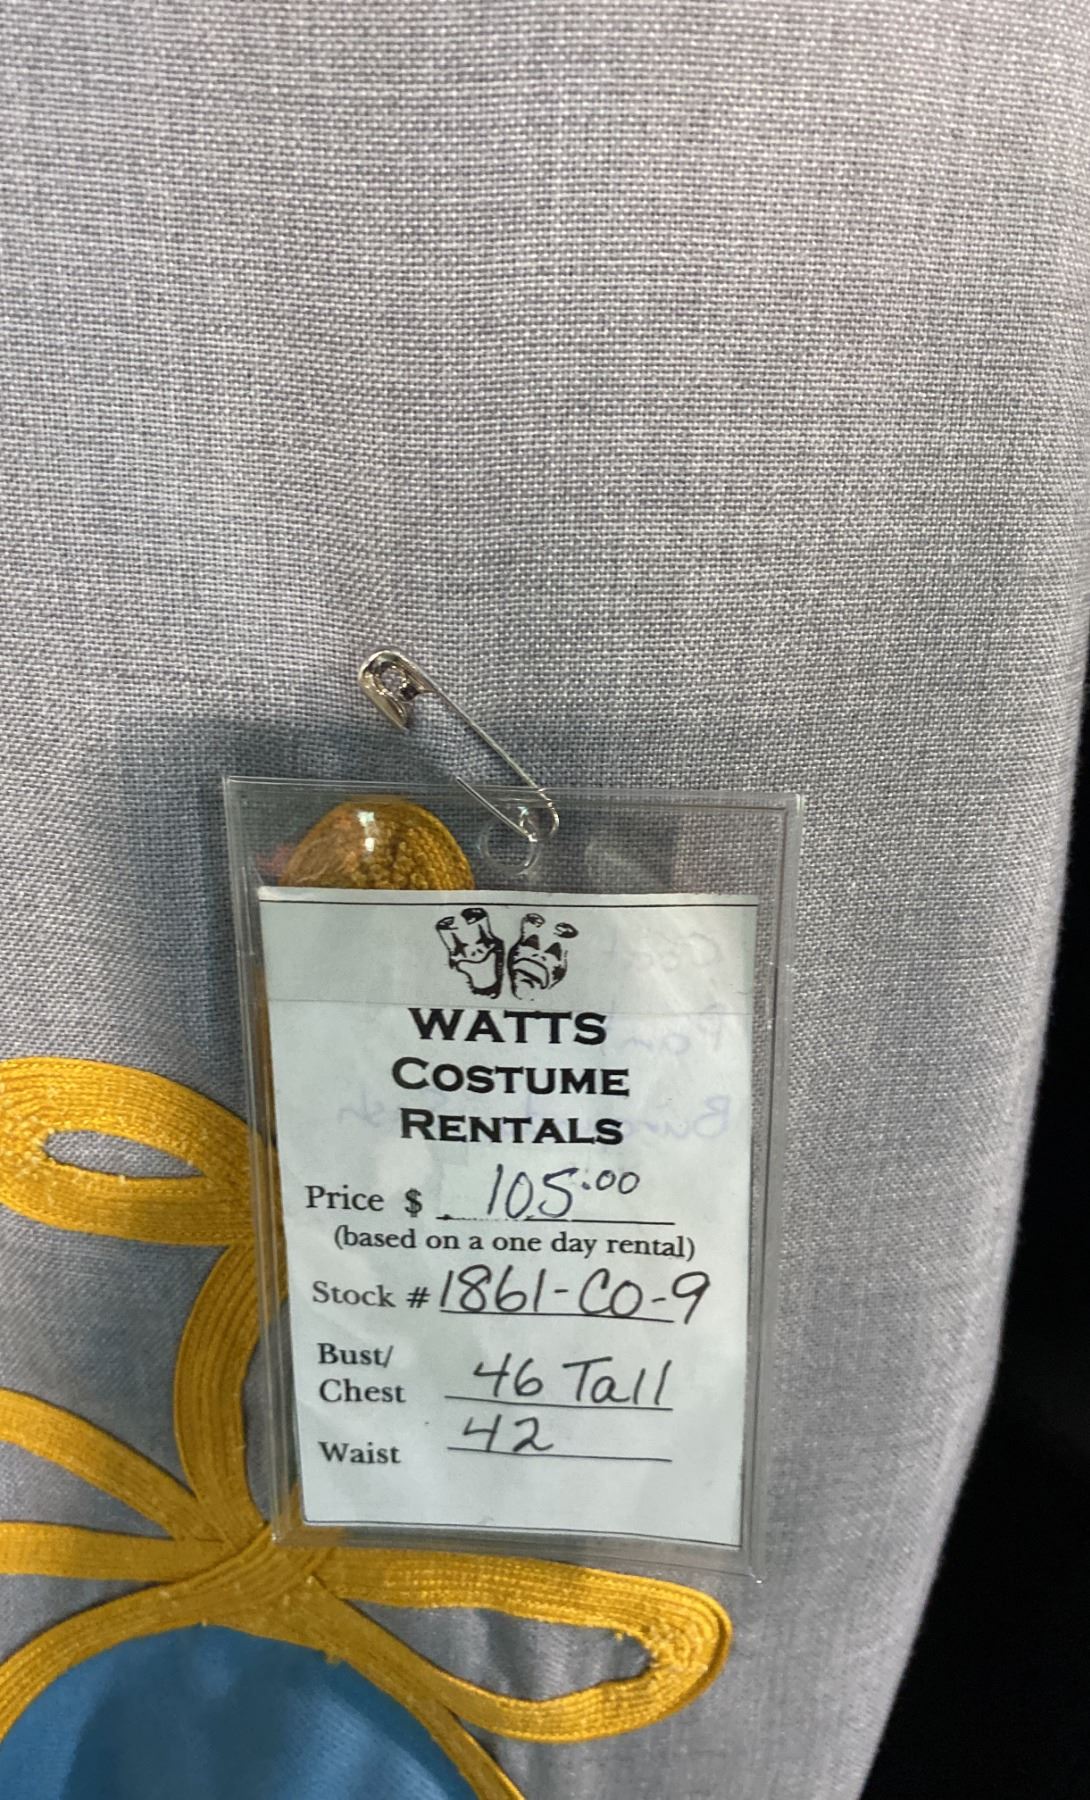 WATTS
COSTUME
RENTALS
Price $ 105.00
(based on a one day rental)
Stock # 1861-CO-9
Bust/
Chest 46 Tall
Waist 42